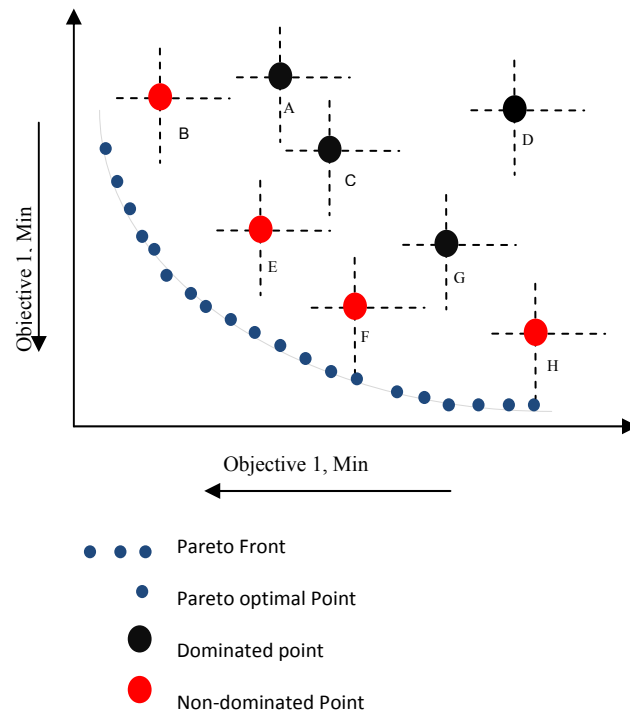 A
B
D
C
E
G
F
H
Objective 1, Min
Objective 1, Min
Pareto Front
Pareto optimal Point
Dominated point
Non-dominated Point